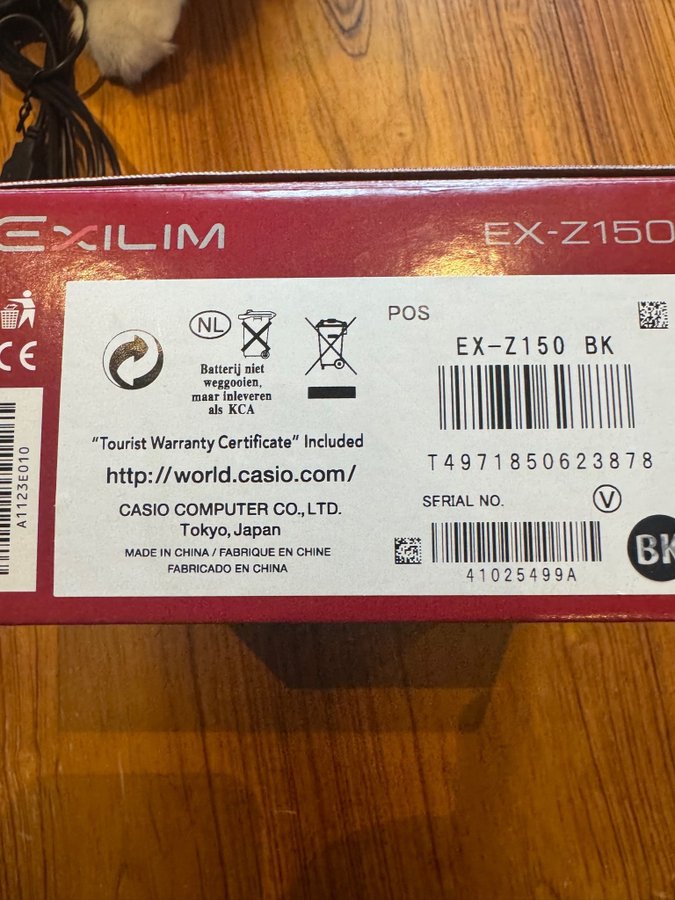 EXILIM
EX-Z150
CE
A1123E010
NL
Batterij niet
weggooien,
maar inleveren
als KCA
"Tourist Warranty Certificate" Included
http://world.casio.com/
CASIO COMPUTER CO., LTD.
Tokyo, Japan
MADE IN CHINA / FABRIQUE EN CHINE
FABRICADO EN CHINA
POS
EX-Z150 BK
T4971850623878
SERIAL NO.
V
41025499A
BK